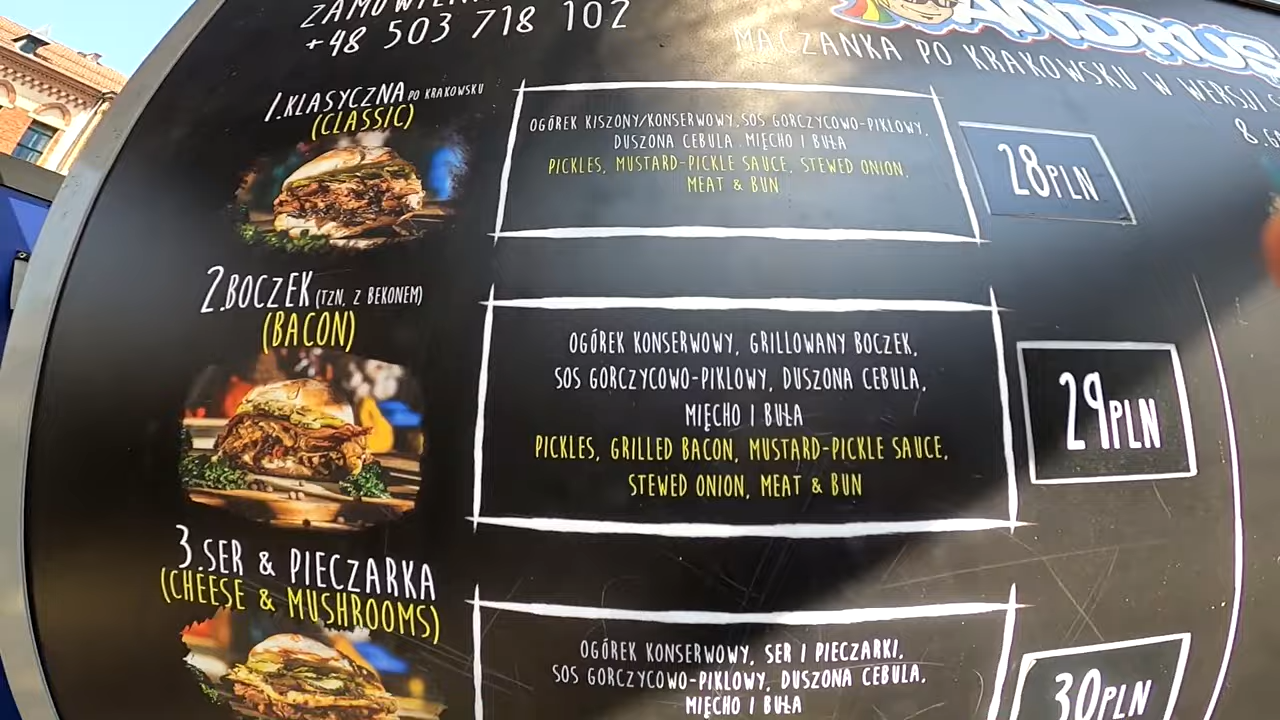 +48 503 718 102
ANDRUS
MACZANKA PO KRAKOWSKU W WERSJI
1.KLASYCZNA PO KRAKOWSKU
(CLASSIC)
OGÓREK KISZONY/KONSERWOWY, SOS GORCZYCOWO-PIKLOWY,
DUSZONA CEBULA, MIĘCHO I BUŁA
PICKLES, MUSTARD-PICKLE SAUCE, STEWED ONION,
MEAT & BUN
28PLN
8.
2.BOCZEK (TZN, Z BEKONEM)
(BACON)
OGÓREK KONSERWOWY, GRILLOWANY BOCZEK,
SOS GORCZYCOWO-PIKLOWY, DUSZONA CEBULA,
MIĘCHO I BUŁA
PICKLES, GRILLED BACON, MUSTARD-PICKLE SAUCE,
STEWED ONION, MEAT & BUN
29PLN
3.SER & PIECZARKA
(CHEESE & MUSHROOMS)
OGÓREK KONSERWOWY, SER I PIECZARKI,
SOS GORCZYCOWO-PIKLOWY, DUSZONA CEBULA,
MIĘCHO I BUŁA
30PLN